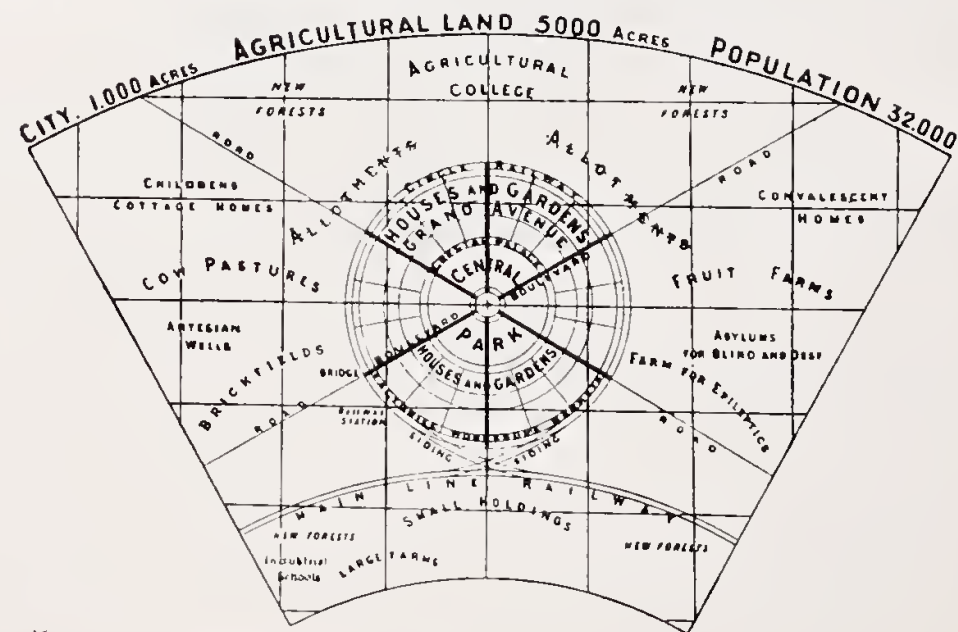 CITY. 1.000 ACRES AGRICULTURAL LAND 5000 ACRES POPULATION 32.000
AGRICULTURAL
COLLEGE
NEW
FORESTS
NEW
FORESTS
ROAD
ROAD
ALLOTMENTS
ALLOTMENTS
CHILDRENS
COTTAGE HOMES
CONVALESCENT
HOMES
CIRCLE RAILWAY
HOUSES AND GARDENS
GRAND AVENUE
CRYSTAL PALACE
CENTRAL
PARK
BOULEVARD
BOULEVARD
HOUSES AND GARDENS
COW PASTURES
FRUIT FARMS
ARTESIAN
WELLS
ASYLUMS
FOR BLIND AND DEAF
BRICKFIELDS
BRIDGE
FARM FOR EPILEPTICS
ROAD
ROAD
RAILWAY
STATION
SIDING
SIDING
MAIN LINE RAILWAY
SMALL HOLDINGS
NEW FORESTS
NEW FORESTS
Industrial
Schools
LARGE FARMS